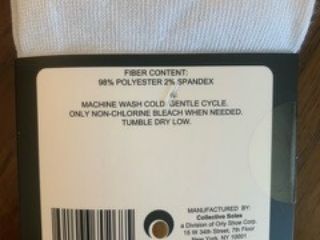 FIBER CONTENT:
98% POLYESTER 2% SPANDEX
MACHINE WASH COLD GENTLE CYCLE.
ONLY NON-CHLORINE BLEACH WHEN NEEDED.
TUMBLE DRY LOW.
MANUFACTURED BY:
Collective Soles
a Division of Orly Shoe Corp.
15 W 34th Street, 7th Floor
New York, NY 10001